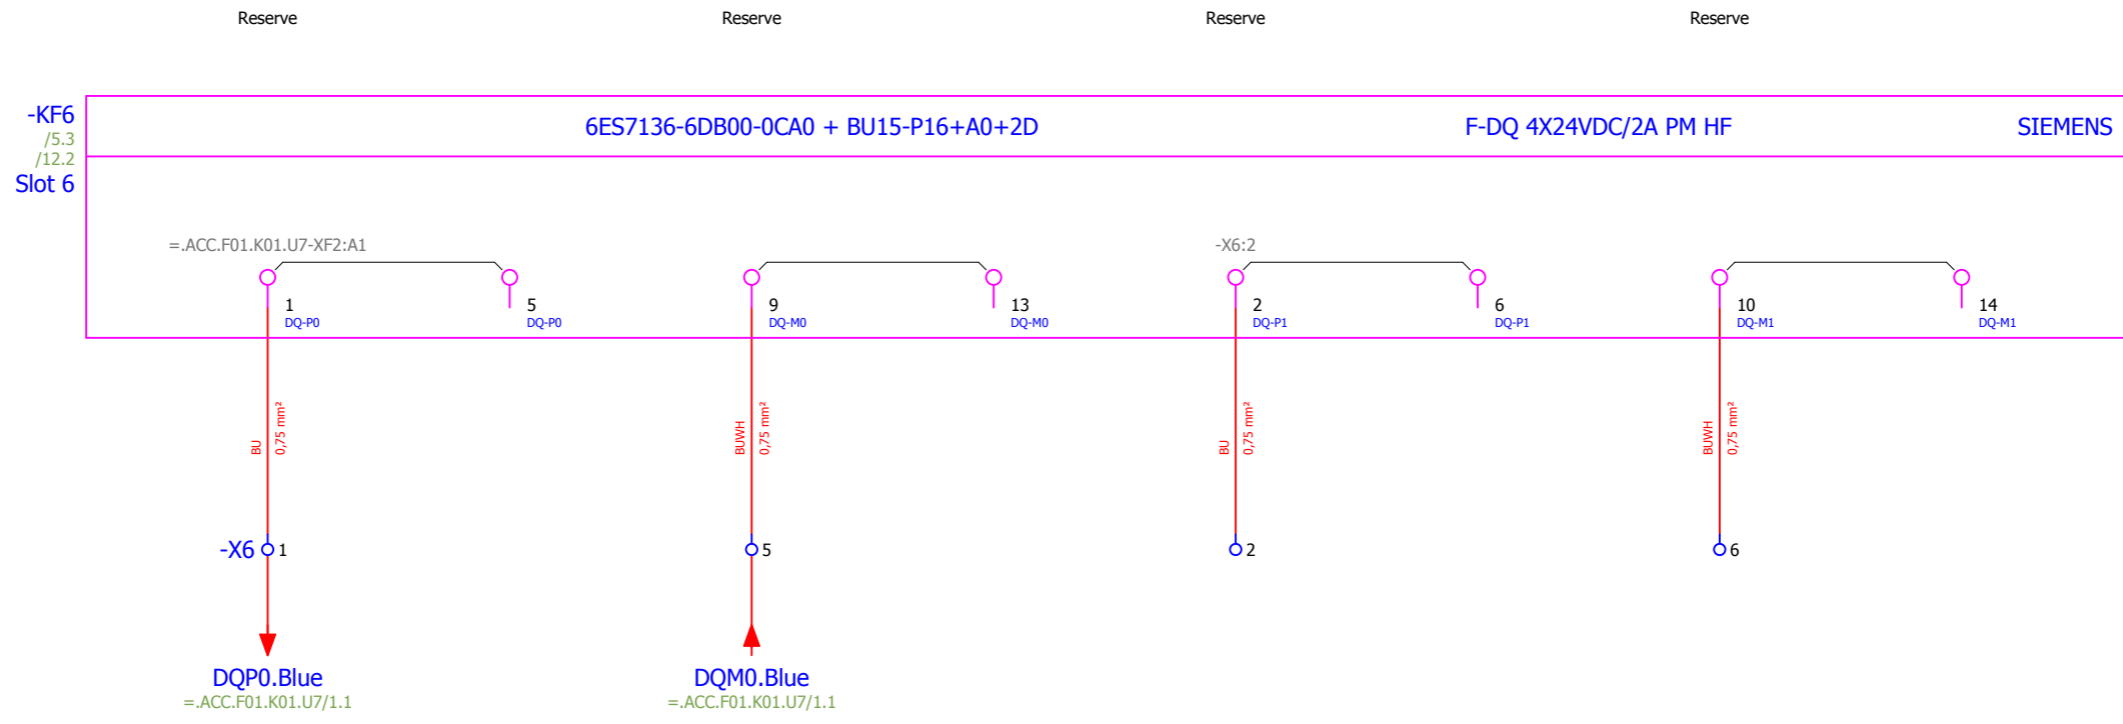 Reserve Reserve Reserve Reserve
-KF6 6ES7136-6DB00-0CA0 + BU15-P16+A0+2D F-DQ 4X24VDC/2A PM HF SIEMENS
/5.3
/12.2
Slot 6
=.ACC.F01.K01.U7-XF2:A1 -X6:2
1 5 9 13 2 6 10 14
DQ-P0 DQ-P0 DQ-M0 DQ-M0 DQ-P1 DQ-P1 DQ-M1 DQ-M1
BU 0,75 mm² BUWH 0,75 mm² BU 0,75 mm² BUWH 0,75 mm²
-X6 1 5 2 6
DQP0.Blue DQM0.Blue
=.ACC.F01.K01.U7/1.1 =.ACC.F01.K01.U7/1.1